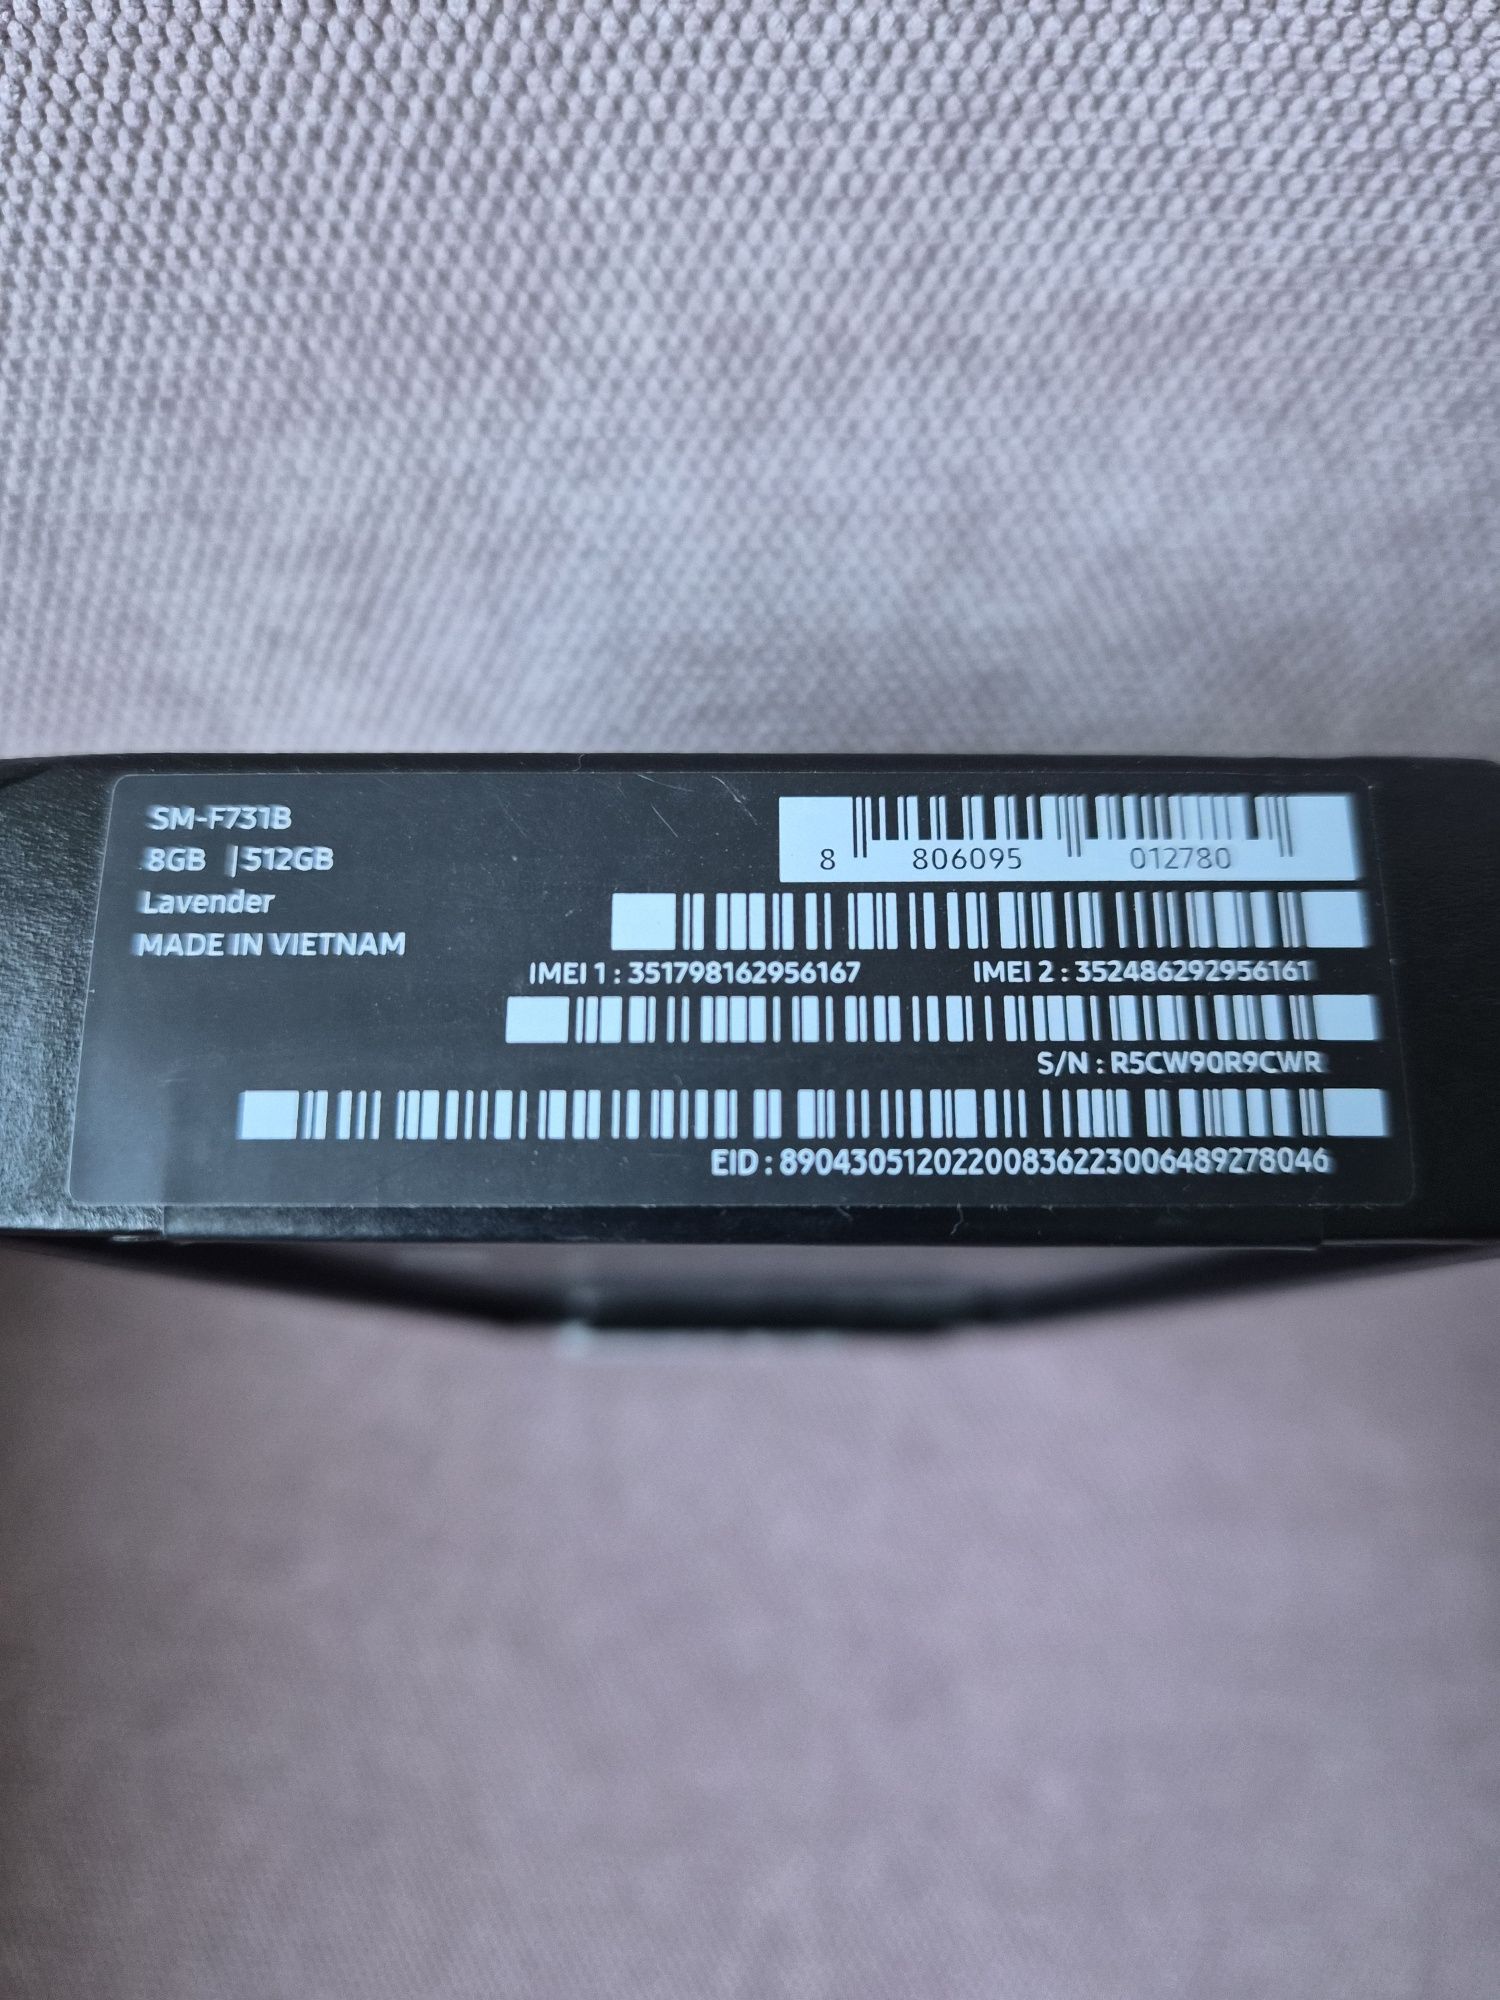 SM-F731B
8GB | 512GB
Lavender
MADE IN VIETNAM
8 806095 012780
IMEI 1 : 351798162956167 IMEI 2 : 352486292956161
S/N : R5CW90R9CWR
EID : 89043051202200836223006489278046